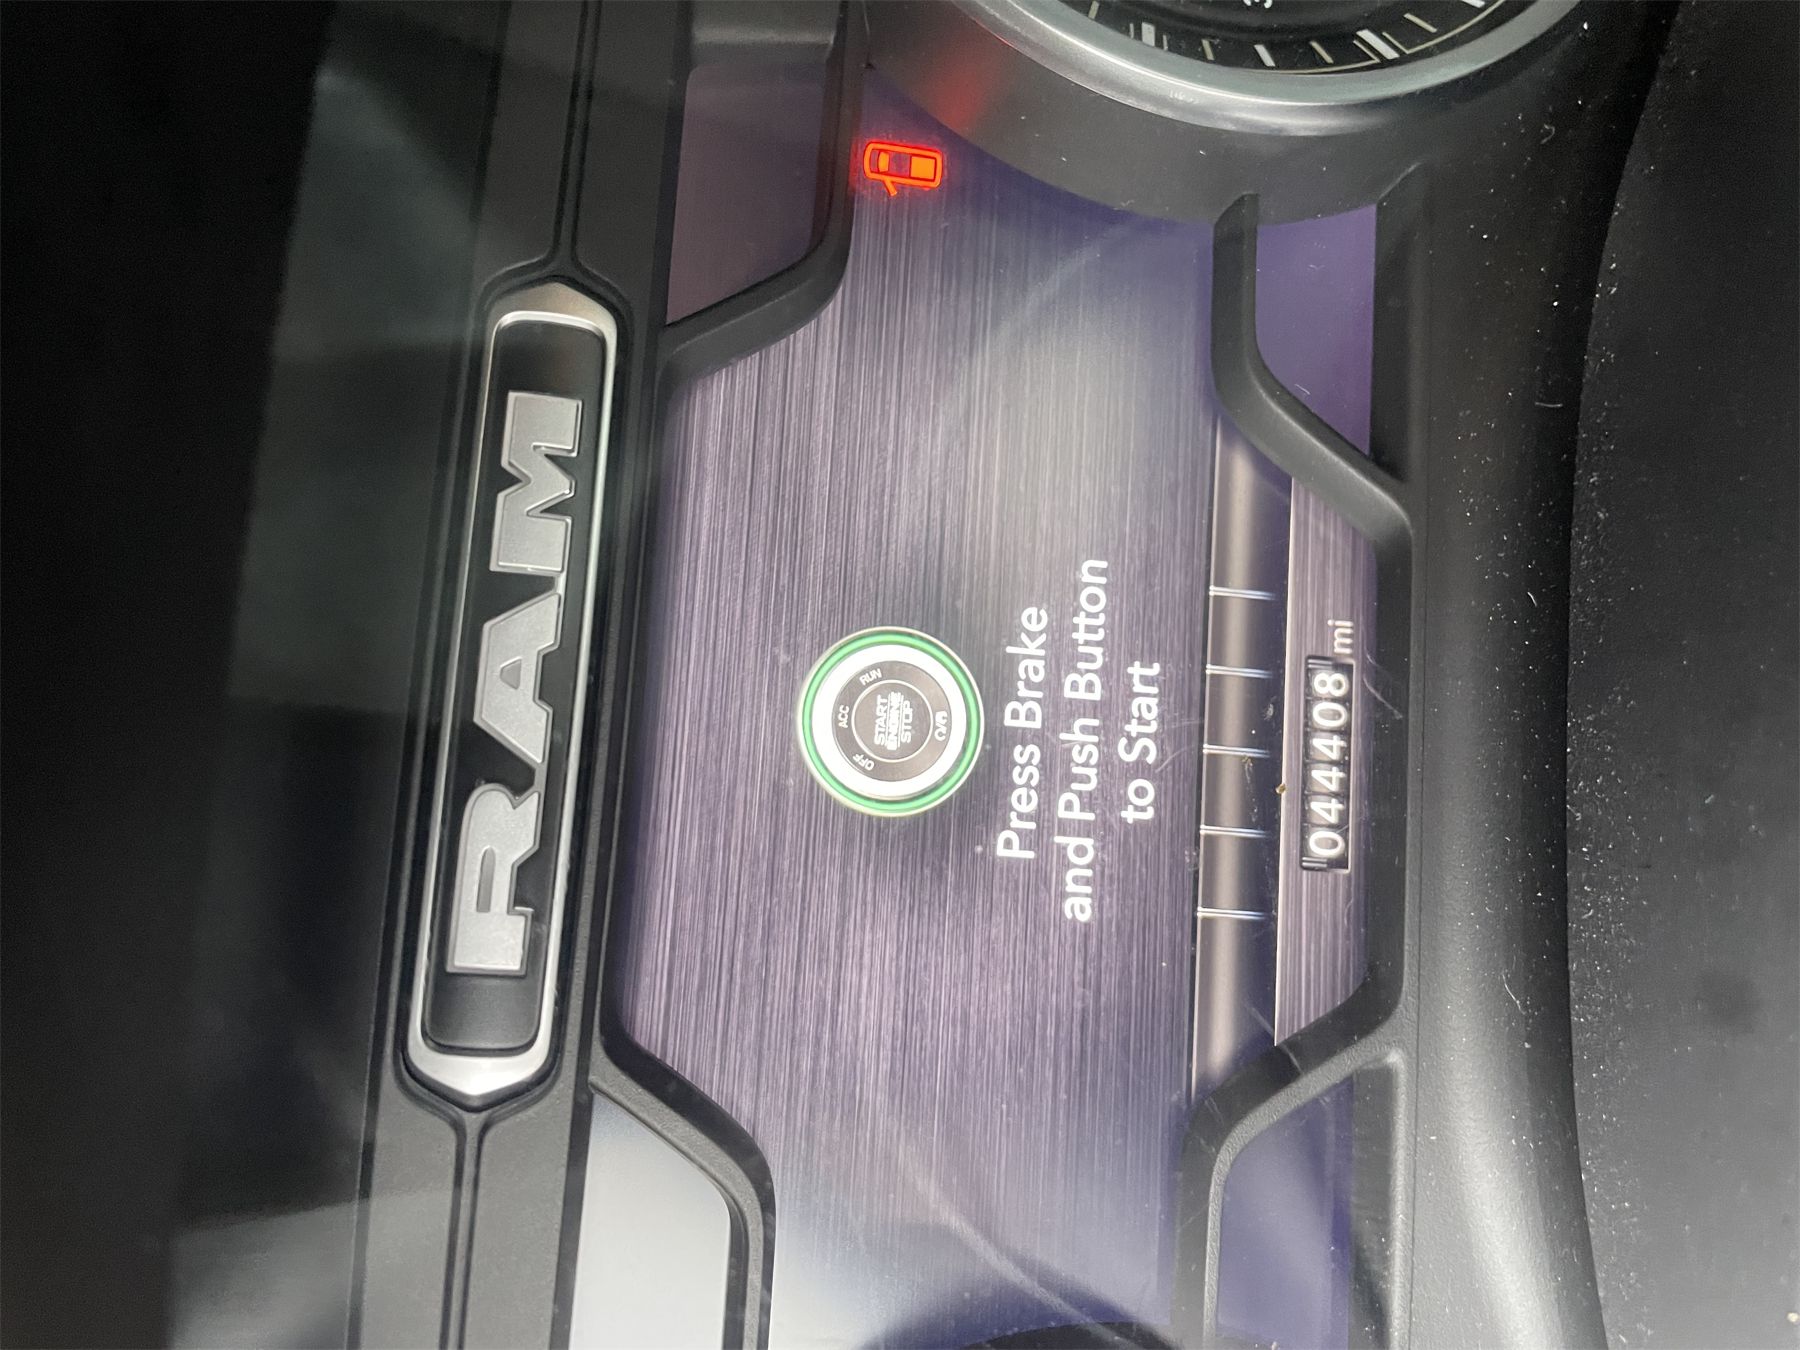 RAM
ACC
RUN
OFF
START
ENGINE
STOP
Press Brake
and Push Button
to Start
044408 mi